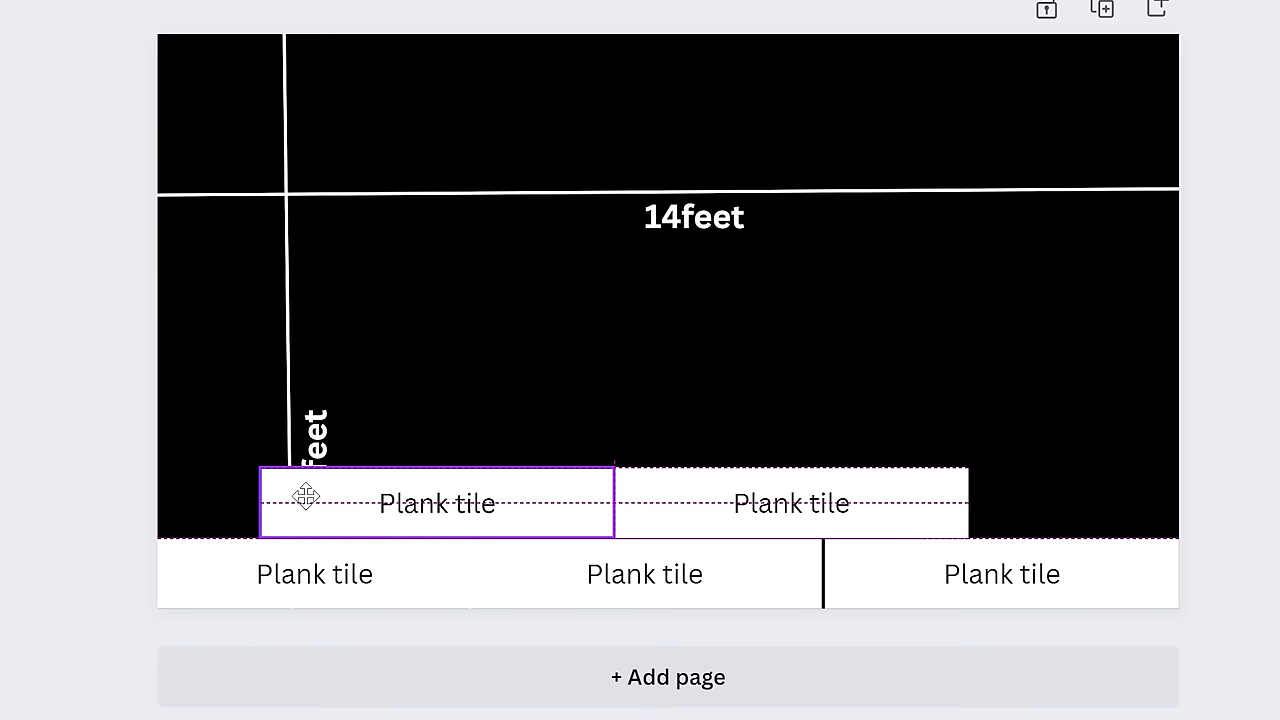 14feet
feet
Plank tile Plank tile
Plank tile Plank tile Plank tile
+ Add page